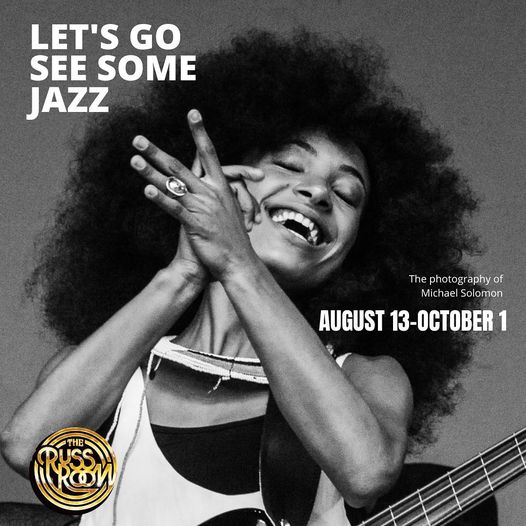 LET'S GO
SEE SOME
JAZZ
The photography of
Michael Solomon
AUGUST 13-OCTOBER 1
THE
RUSS
ROOM